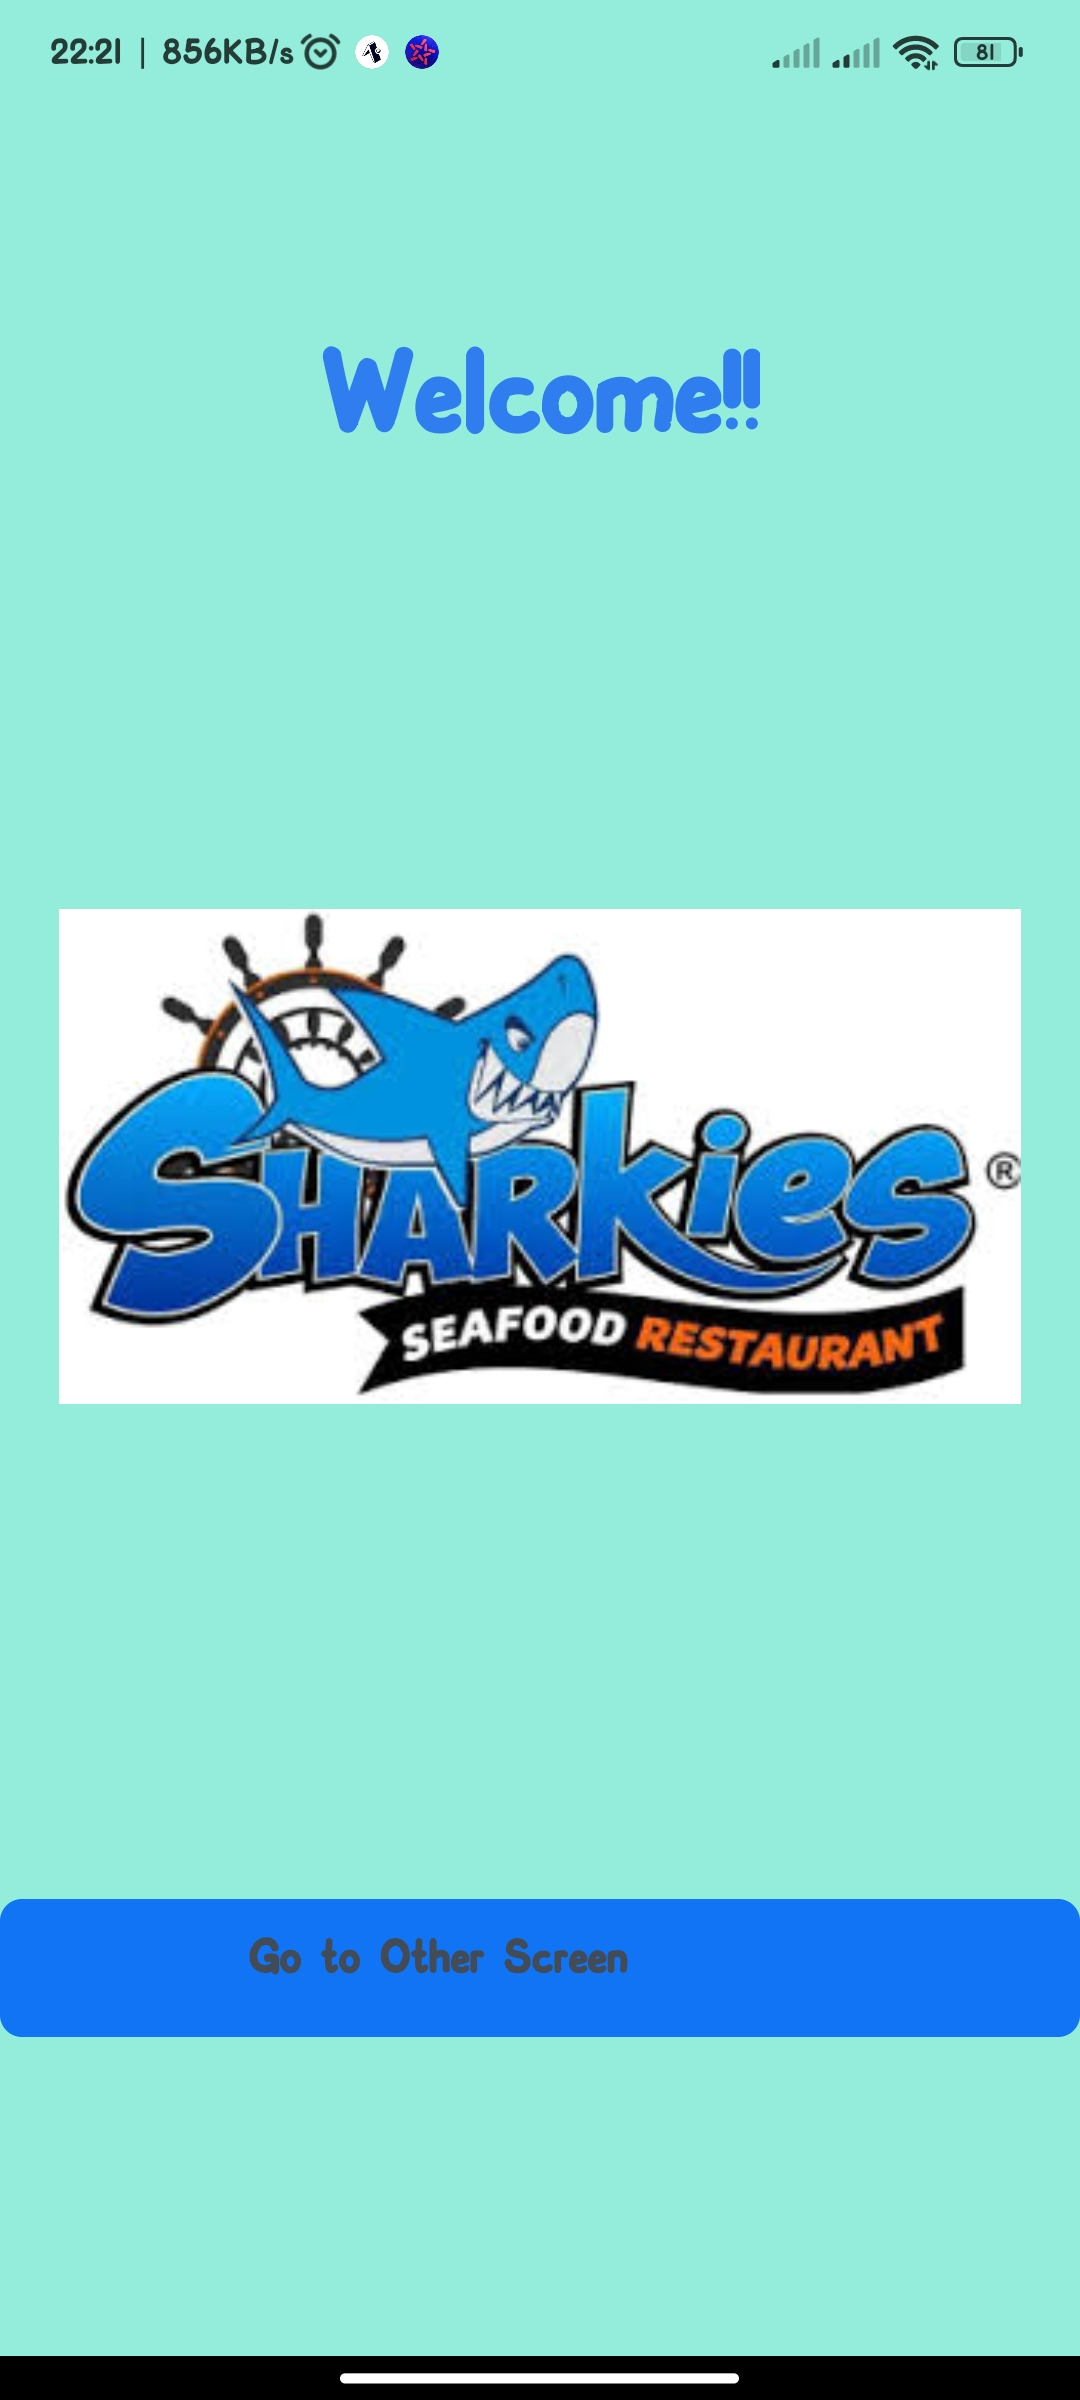 22:21 | 856KB/s 81
Welcome!!
SHARkies ®
SEAFOOD RESTAURANT
Go to Other Screen